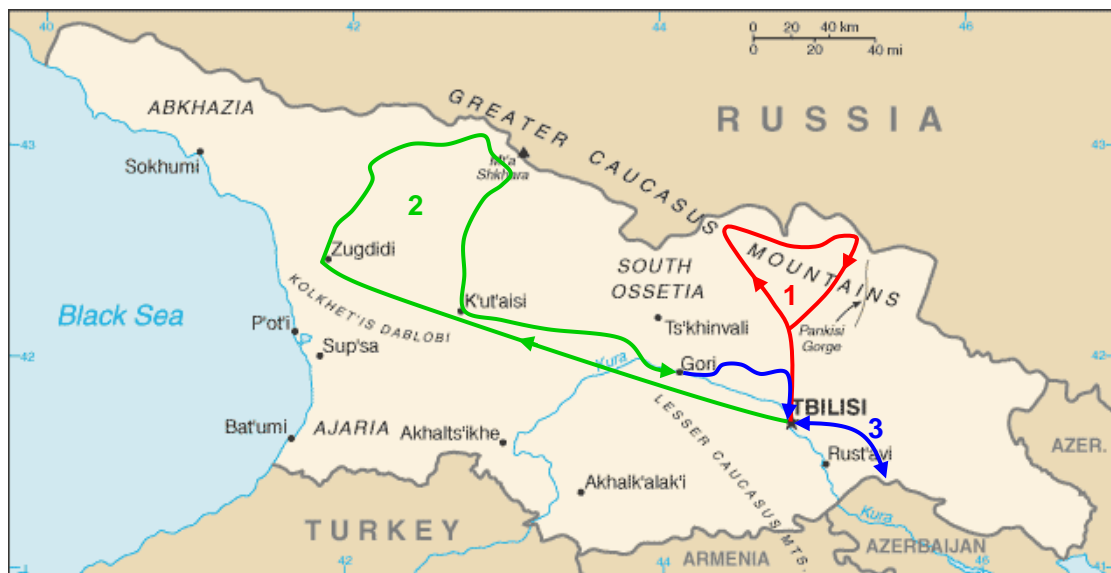 40
42
44
46
0 20 40 km
0 20 40 mi
GREATER CAUCASUS MOUNTAINS
RUSSIA
ABKHAZIA
43
43
Sokhumi
Mt'a
Shkhara
2
Zugdidi
SOUTH
OSSETIA
1
KOLKHET'IS DABLOBI
K'ut'aisi
Black Sea
P'ot'i
Ts'khinvali
Pankisi
Gorge
Sup'sa
42
42
Kura
Gori
TBILISI
LESSER CAUCASUS MTS.
3
Bat'umi
AJARIA
Akhalts'ikhe
Rust'avi
AZER.
Akhalk'alak'i
Kura
TURKEY
AZERBAIJAN
ARMENIA
41
42
44
46
41